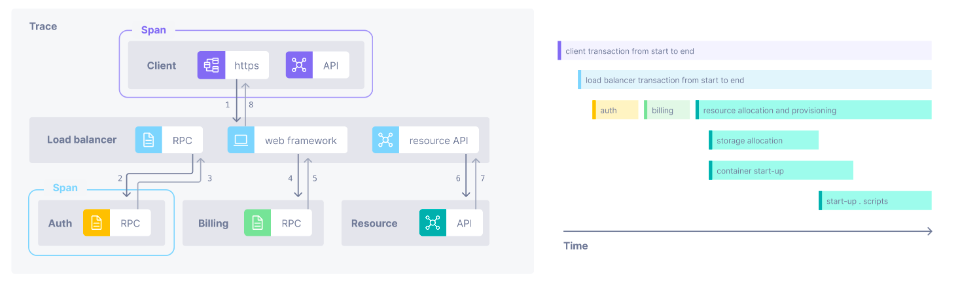 Trace
Span
Client
https
API
1
8
Load balancer
RPC
web framework
resource API
2
3
4
5
6
7
Span
Auth
RPC
Billing
RPC
Resource
API
client transaction from start to end
load balancer transaction from start to end
auth
billing
resource allocation and provisioning
storage allocation
container start-up
start-up . scripts
Time